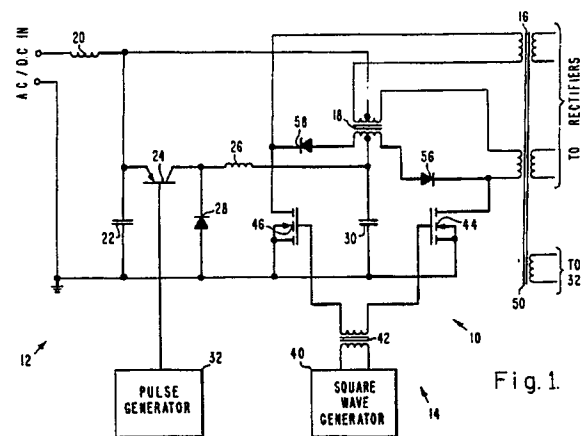 AC/DC IN
20
16
24
26
58
18
56
22
28
46
30
44
TO RECTIFIERS
TO 32
50
42
10
12
32
PULSE
GENERATOR
40
SQUARE
WAVE
GENERATOR
14
Fig. 1.